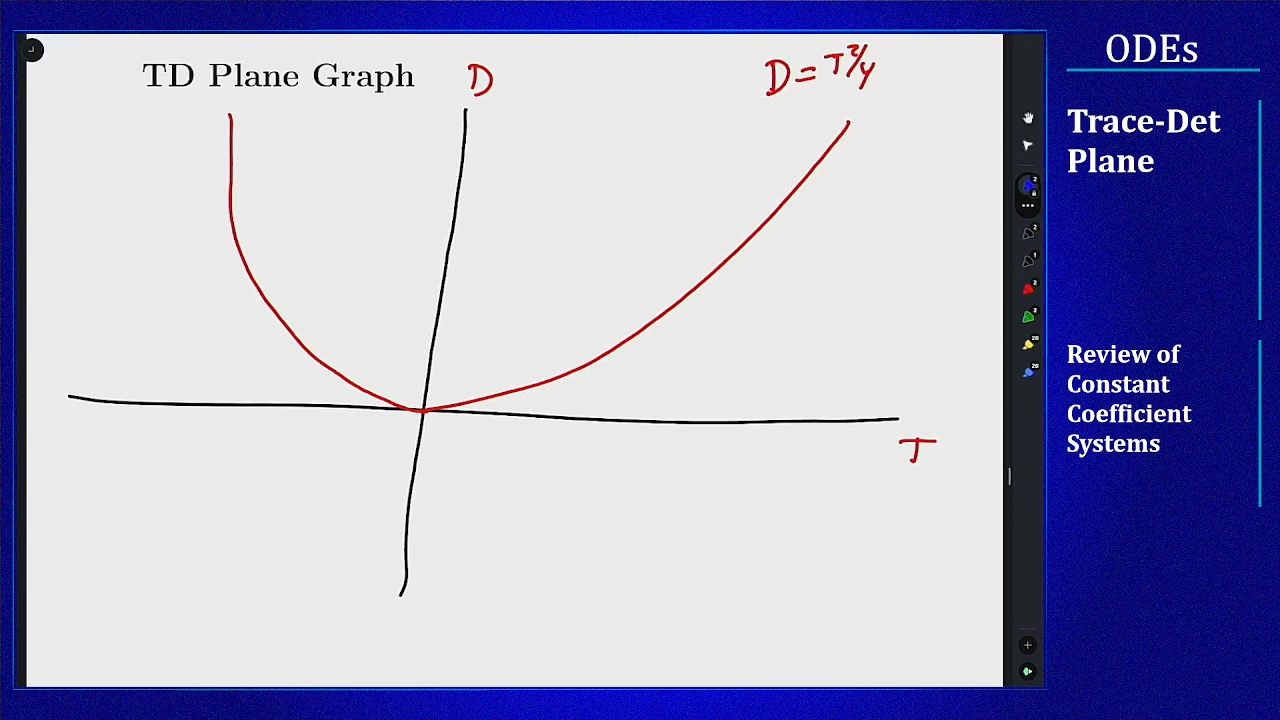 TD Plane Graph
D
D = T²/4
T
ODEs
Trace-Det
Plane
Review of
Constant
Coefficient
Systems